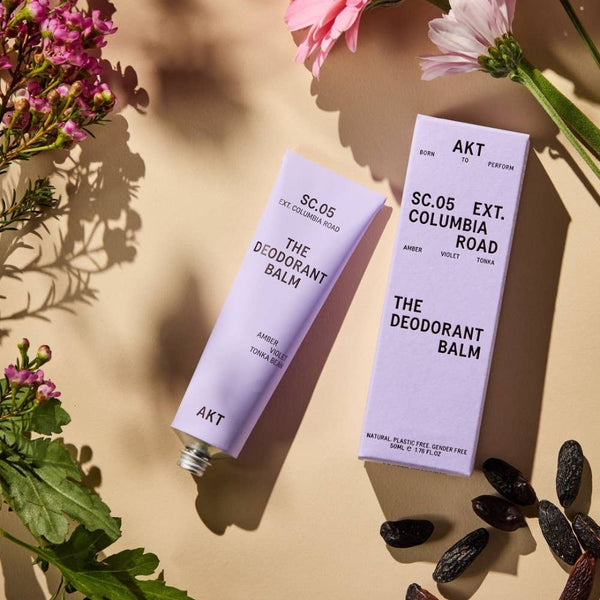 SC.05
EXT. COLUMBIA ROAD
THE
DEODORANT
BALM
AMBER
VIOLET
TONKA BEAN
AKT
AKT
BORN TO PERFORM
SC.05 EXT.
COLUMBIA
ROAD
AMBER VIOLET TONKA
THE
DEODORANT
BALM
NATURAL. PLASTIC FREE. GENDER FREE
50ML e 1.76 FL.OZ